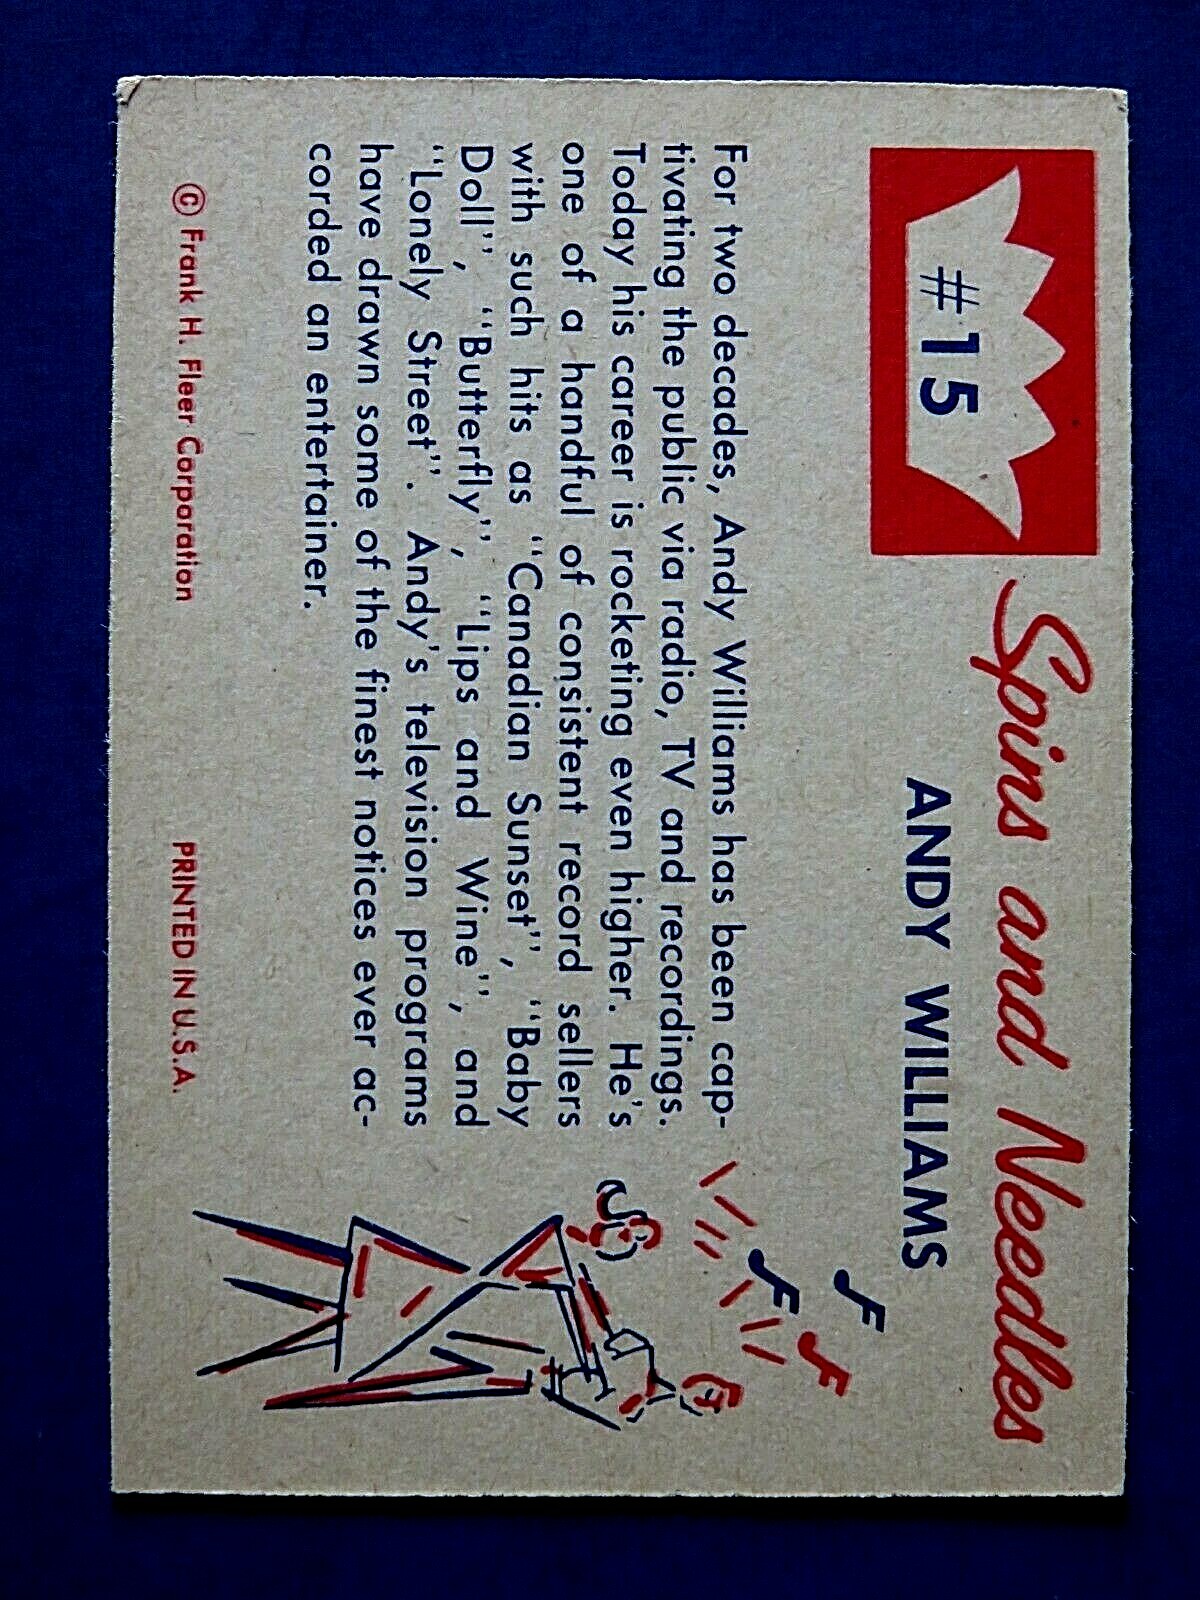 #15
Spins and Needles
ANDY WILLIAMS
For two decades, Andy Williams has been cap-
tivating the public via radio, TV and recordings.
Today his career is rocketing even higher. He's
one of a handful of consistent record sellers
with such hits as "Canadian Sunset", "Baby
Doll", "Butterfly", "Lips and Wine", and
"Lonely Street". Andy's television programs
have drawn some of the finest notices ever ac-
corded an entertainer.
© Frank H. Fleer Corporation
PRINTED IN U.S.A.